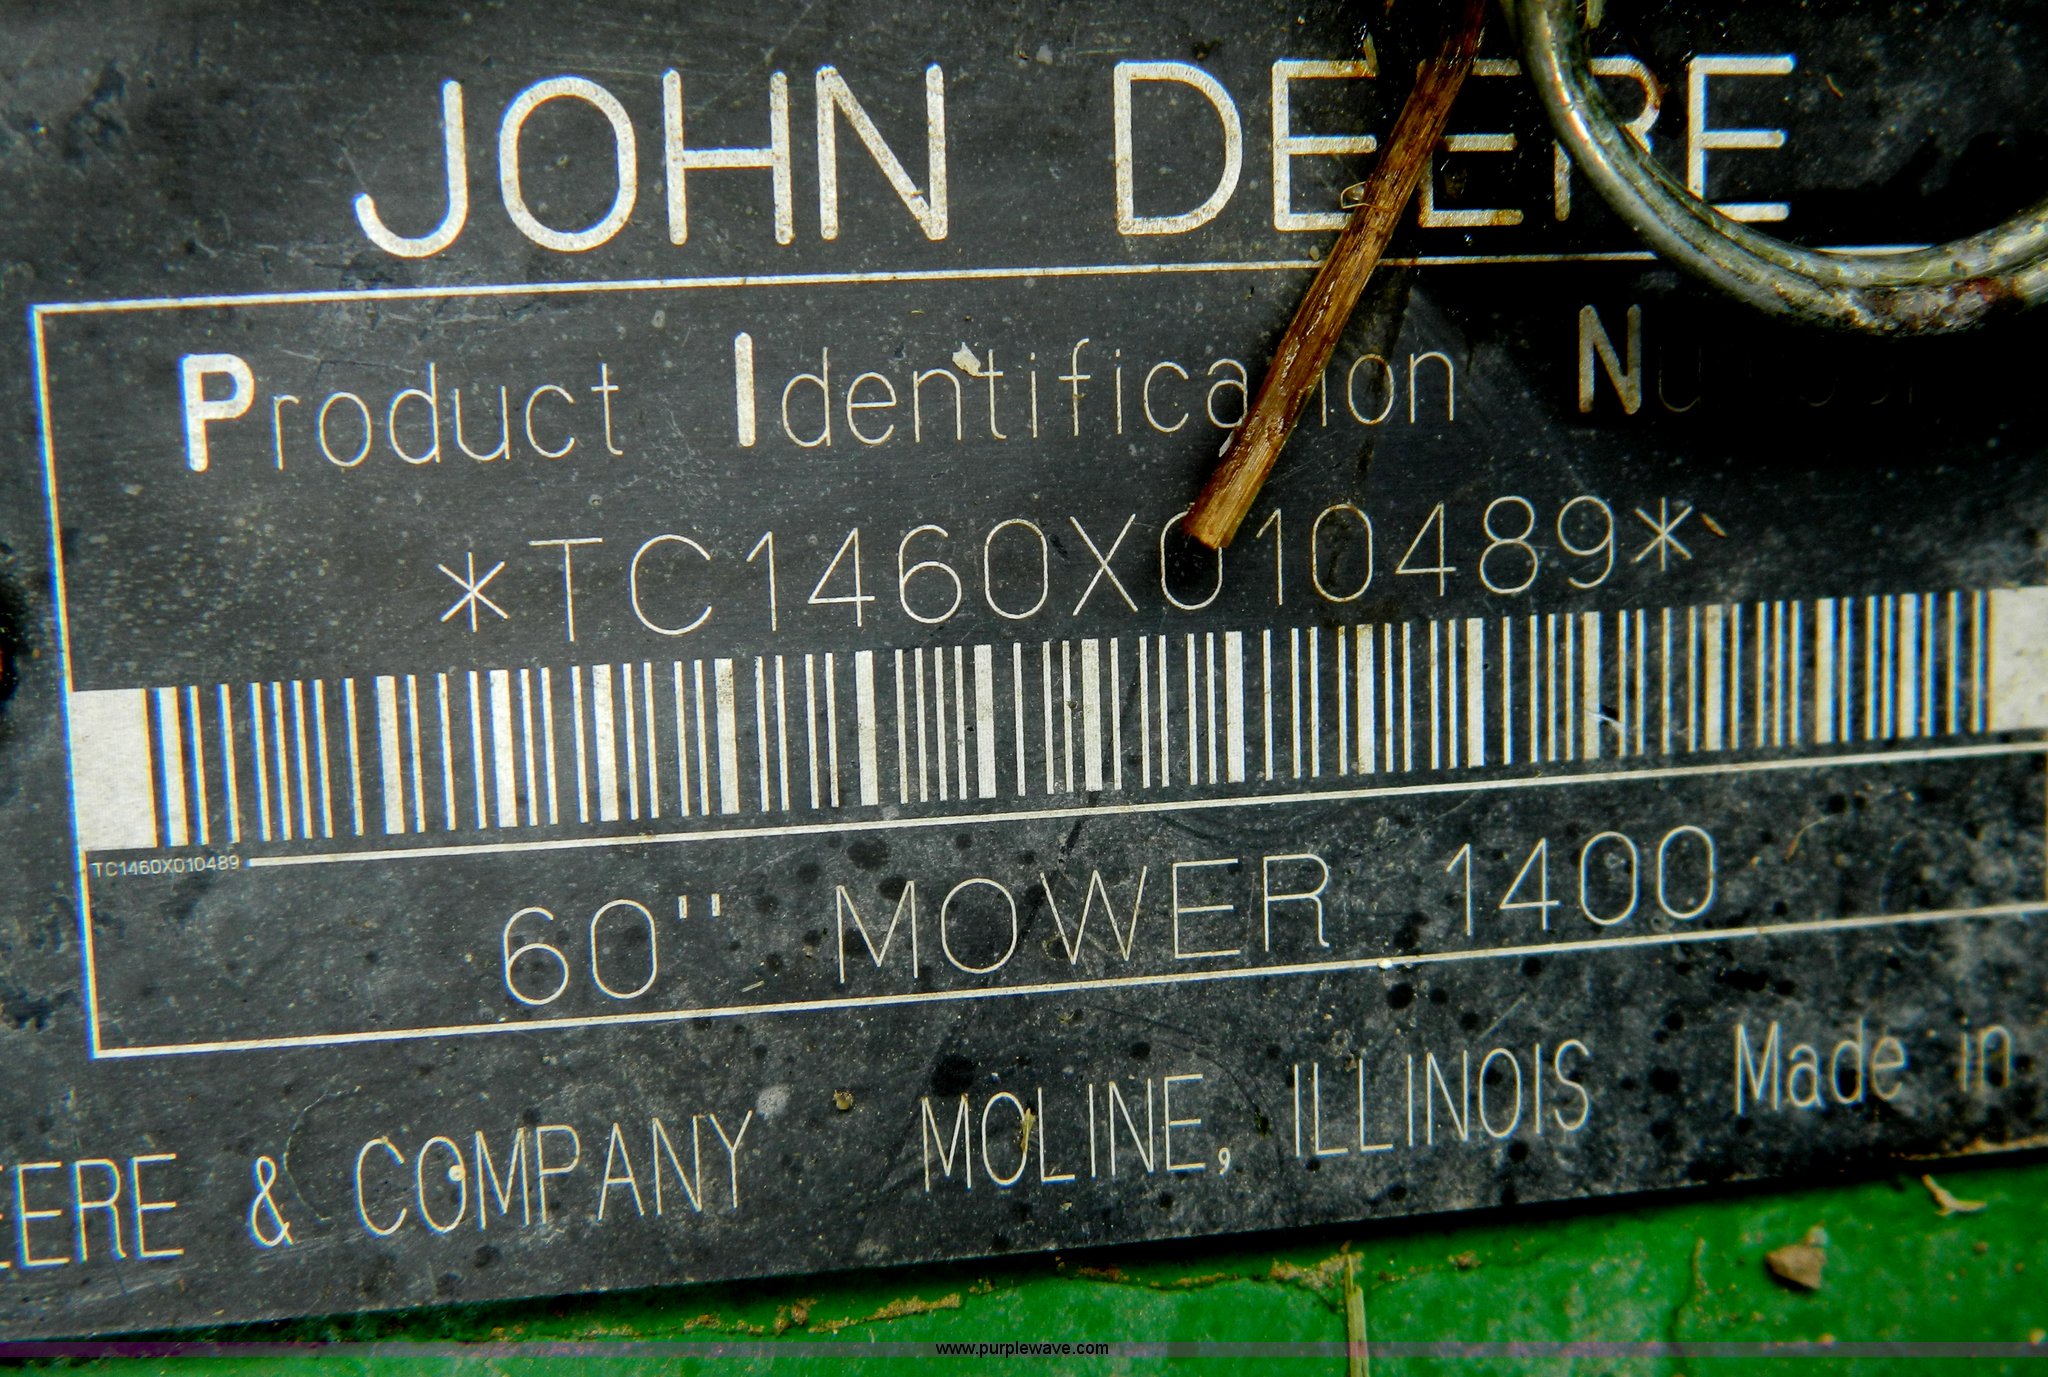 JOHN DEERE
Product Identification
*TC1460X010489*
TC1460X010489
60" MOWER 1400
EERE & COMPANY MOLINE, ILLINOIS Made in
www.purplewave.com